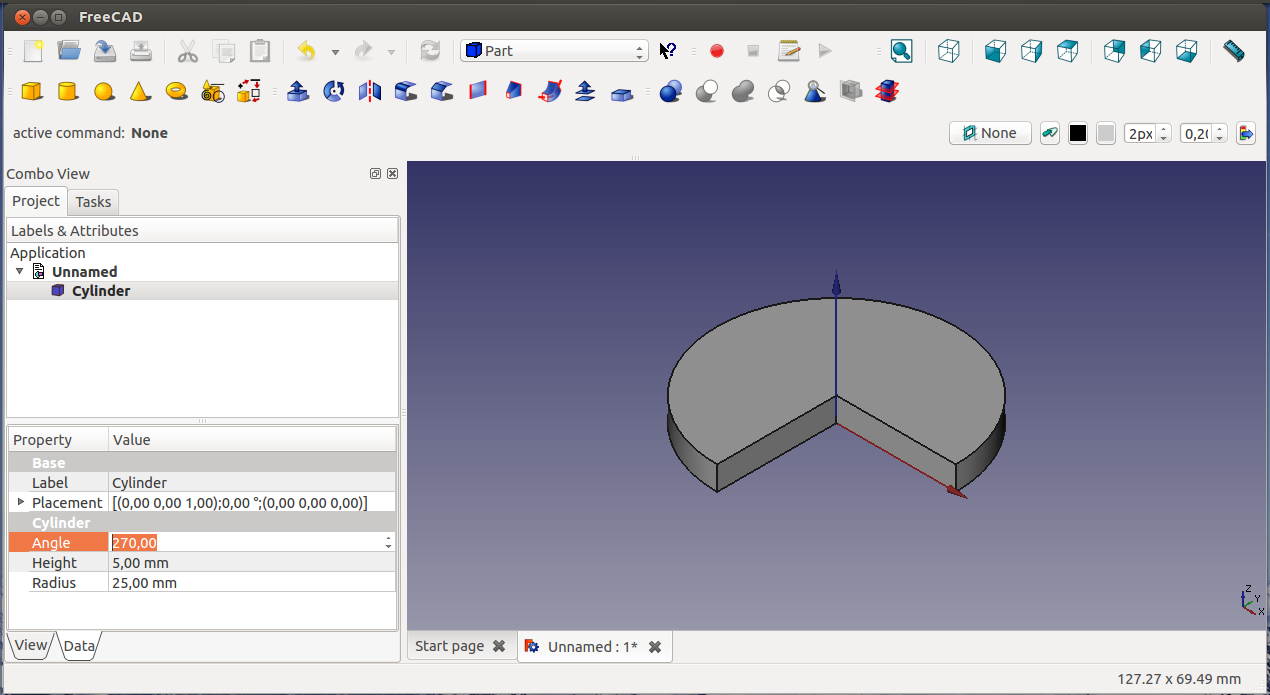 FreeCAD
Part
active command: None
None
2px
0,20
Combo View
Project Tasks
Labels & Attributes
Application
Unnamed
Cylinder
Property Value
Base
Label Cylinder
Placement [(0,00 0,00 1,00);0,00 °;(0,00 0,00 0,00)]
Cylinder
Angle 270,00
Height 5,00 mm
Radius 25,00 mm
Z
Y
X
View Data
Start page Unnamed : 1*
127.27 x 69.49 mm